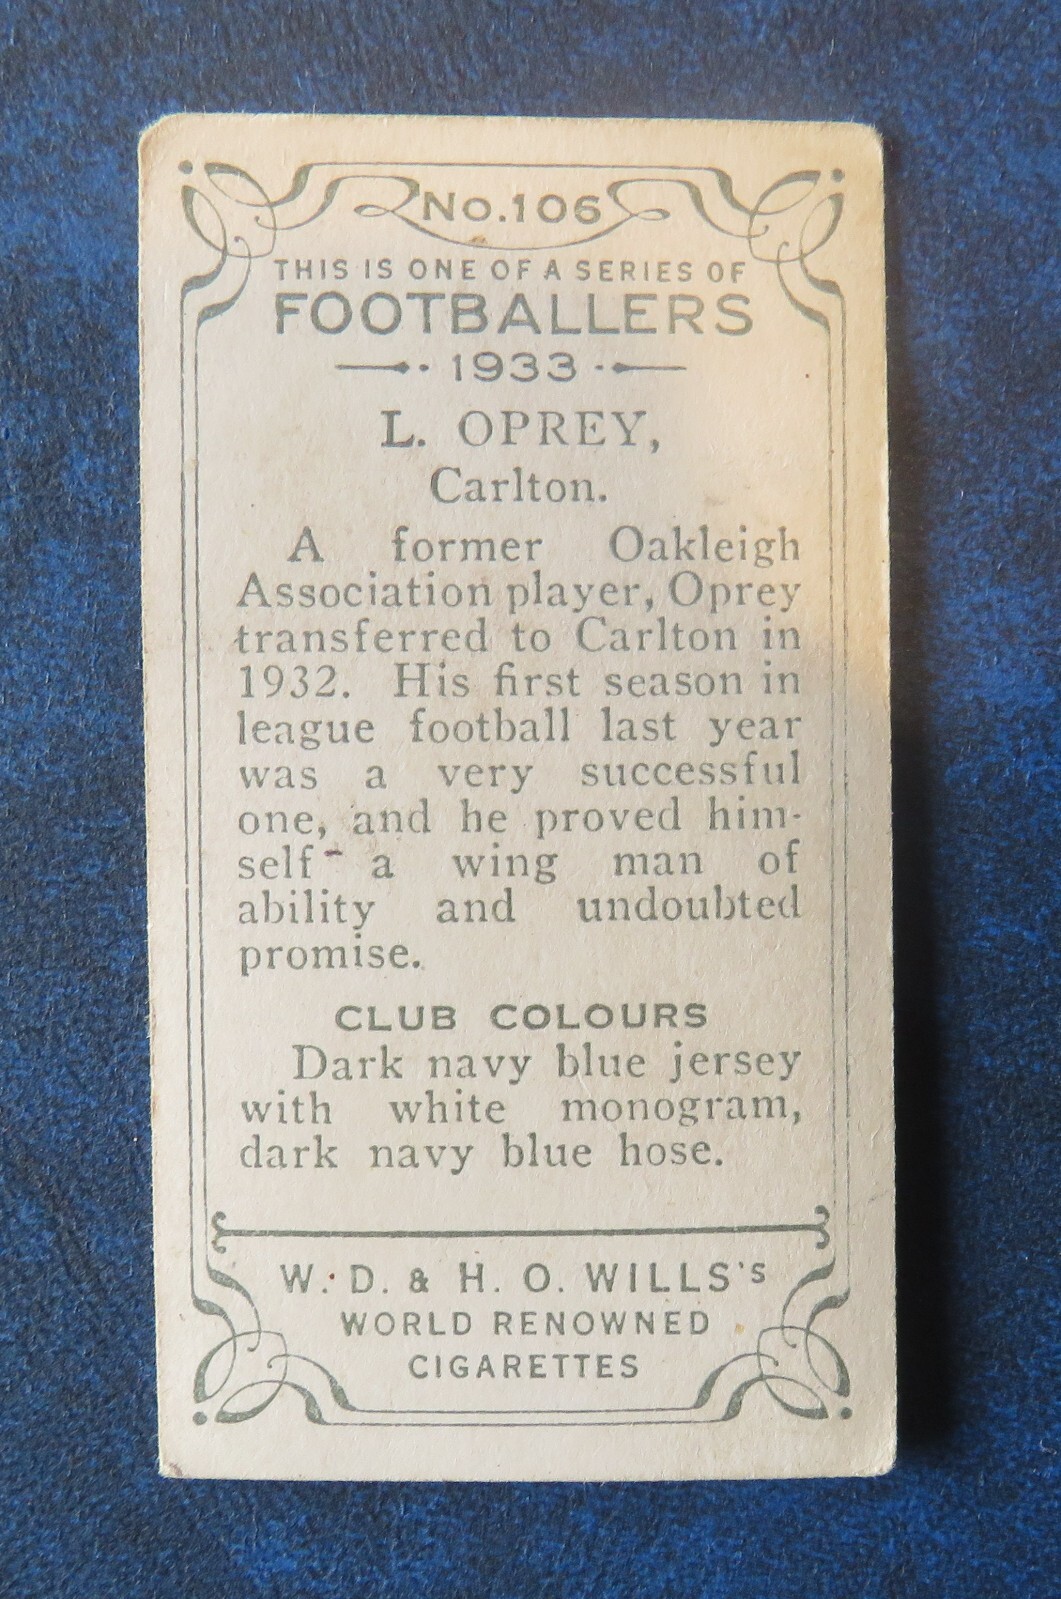 No.106
THIS IS ONE OF A SERIES OF
FOOTBALLERS
1933
L. OPREY,
Carlton.
A former Oakleigh
Association player, Oprey
transferred to Carlton in
1932. His first season in
league football last year
was a very successful
one, and he proved him-
self a wing man of
ability and undoubted
promise.
CLUB COLOURS
Dark navy blue jersey
with white monogram,
dark navy blue hose.
W. D. & H. O. WILLS's
WORLD RENOWNED
CIGARETTES